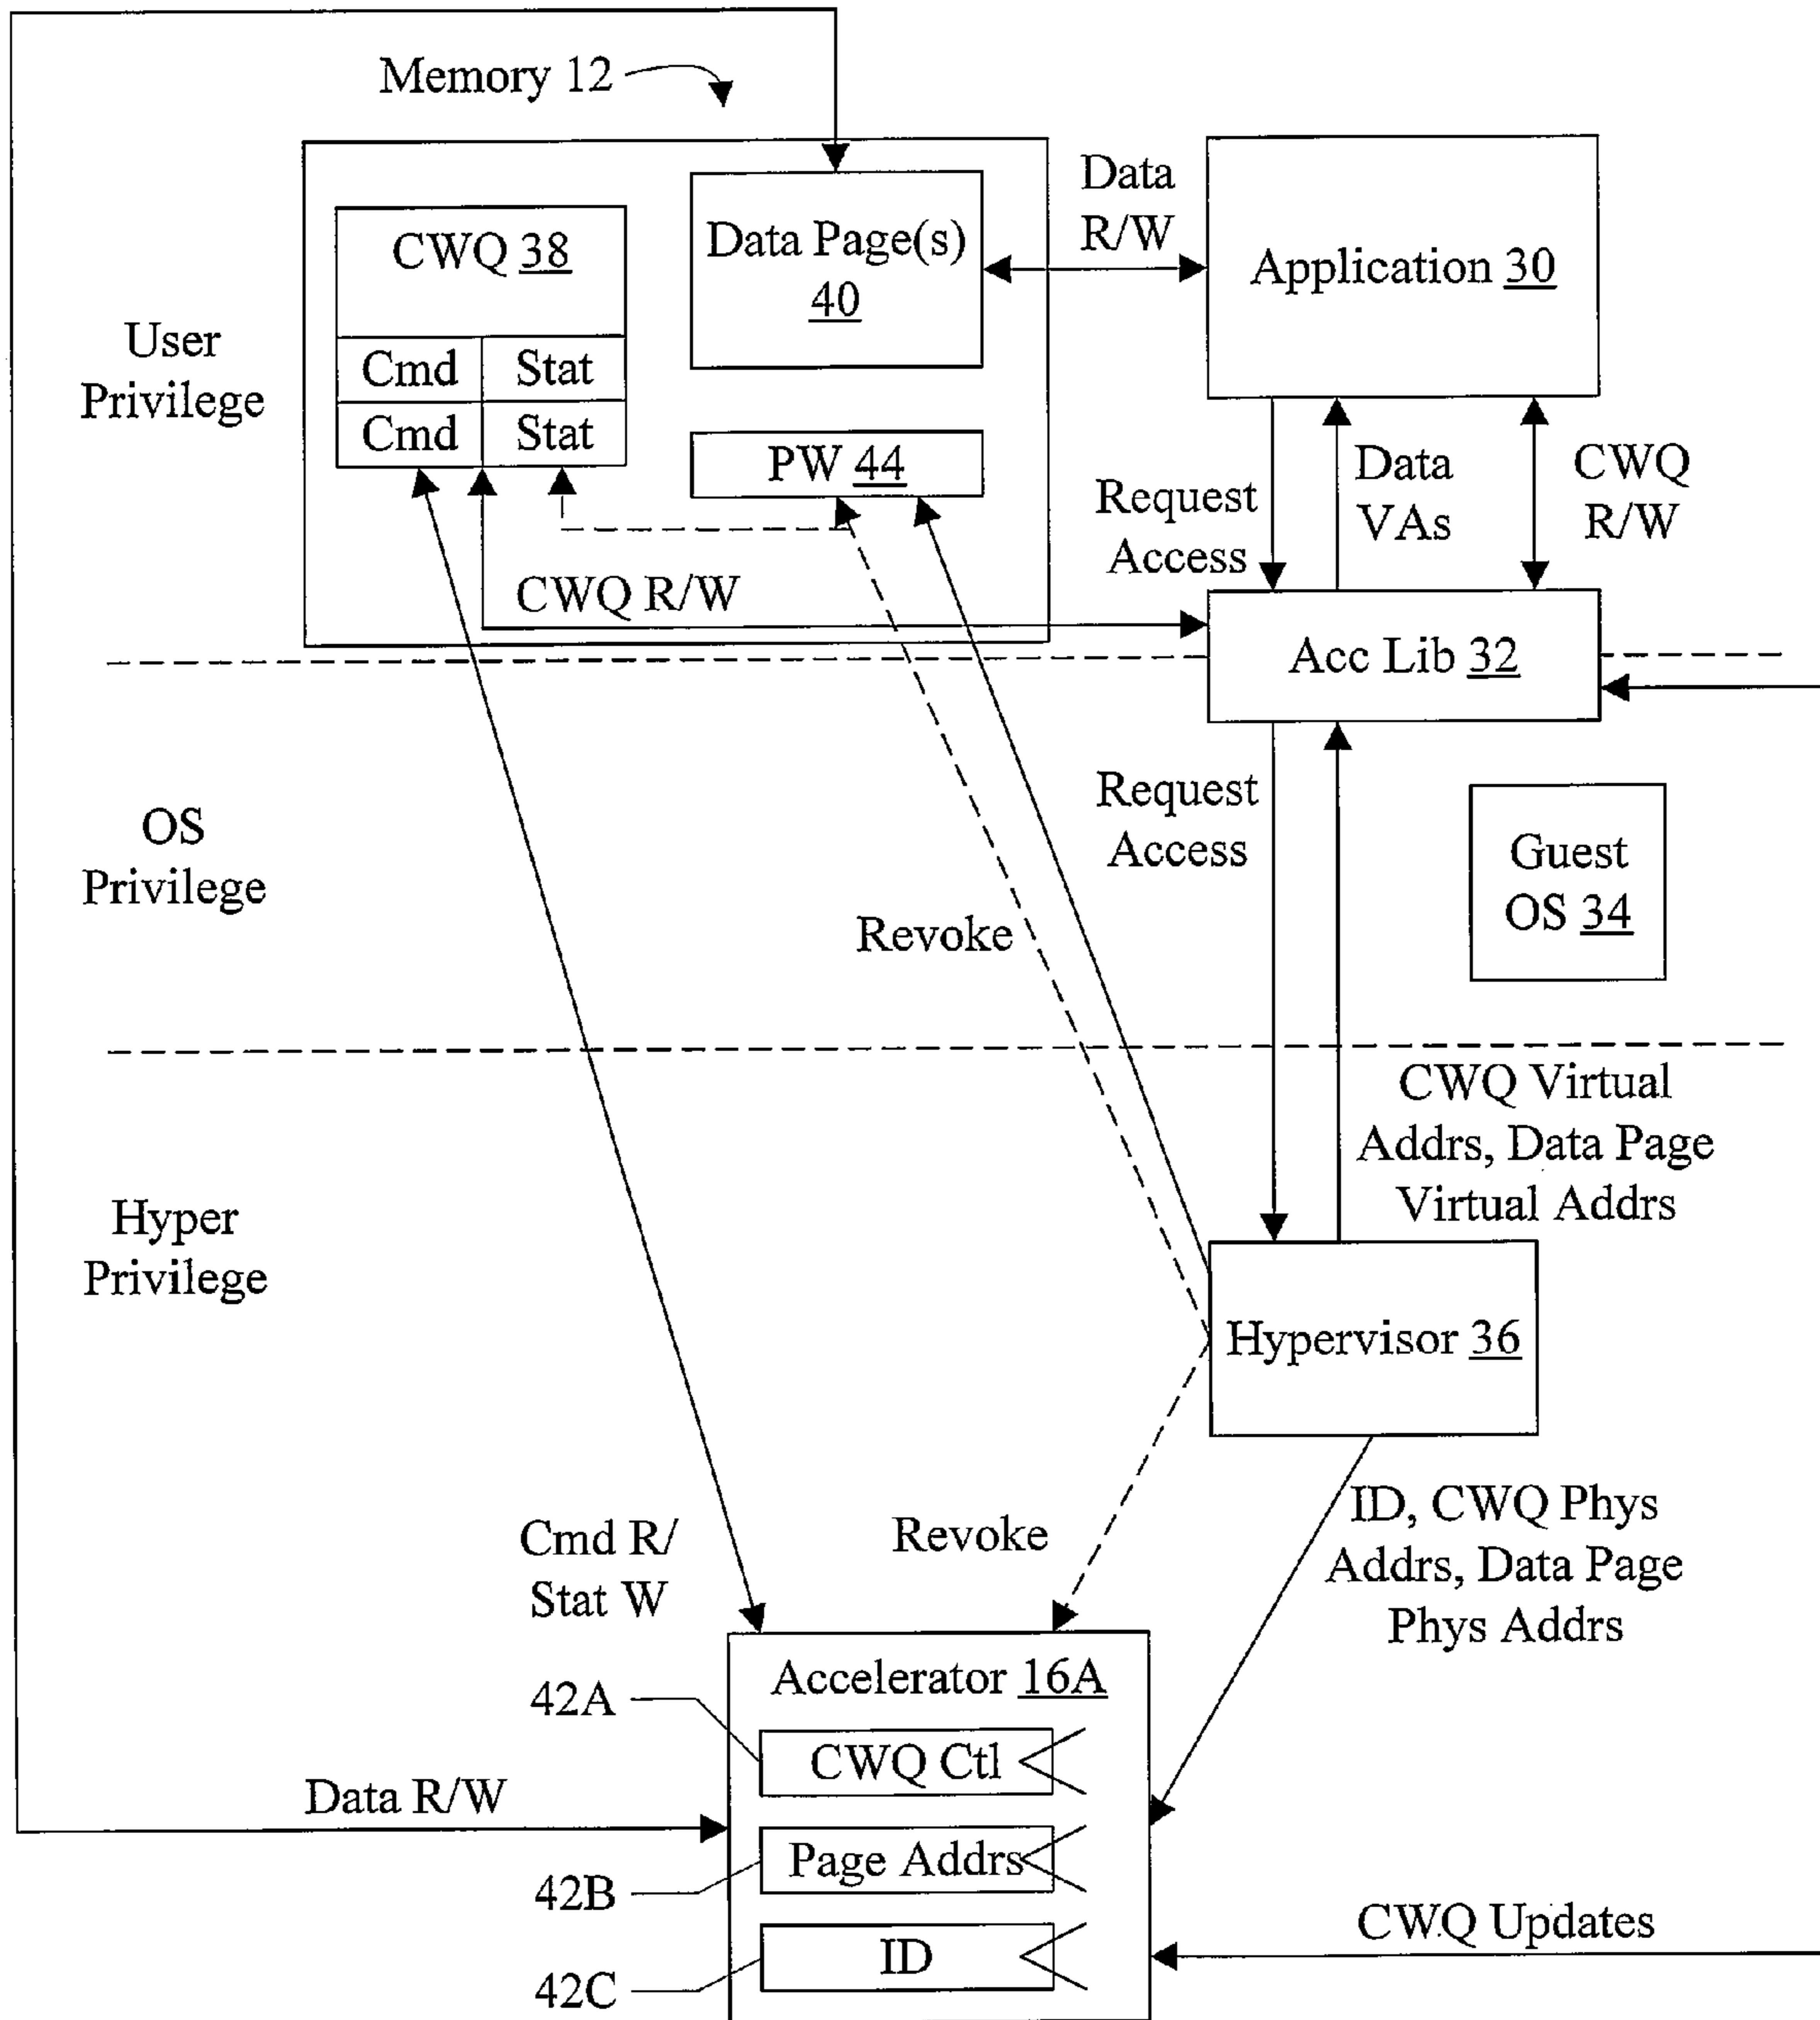 Memory 12
CWQ 38
Cmd Stat
Cmd Stat
Data Page(s)
40
PW 44
CWQ R/W
Data
R/W
Application 30
User
Privilege
Request
Access
Data
VAs
CWQ
R/W
Acc Lib 32
OS
Privilege
Request
Access
Guest
OS 34
Revoke
CWQ Virtual
Addrs, Data Page
Virtual Addrs
Hyper
Privilege
Hypervisor 36
Cmd R/
Stat W
Revoke
ID, CWQ Phys
Addrs, Data Page
Phys Addrs
Accelerator 16A
42A
CWQ Ctl
Data R/W
42B
Page Addrs
42C
ID
CWQ Updates